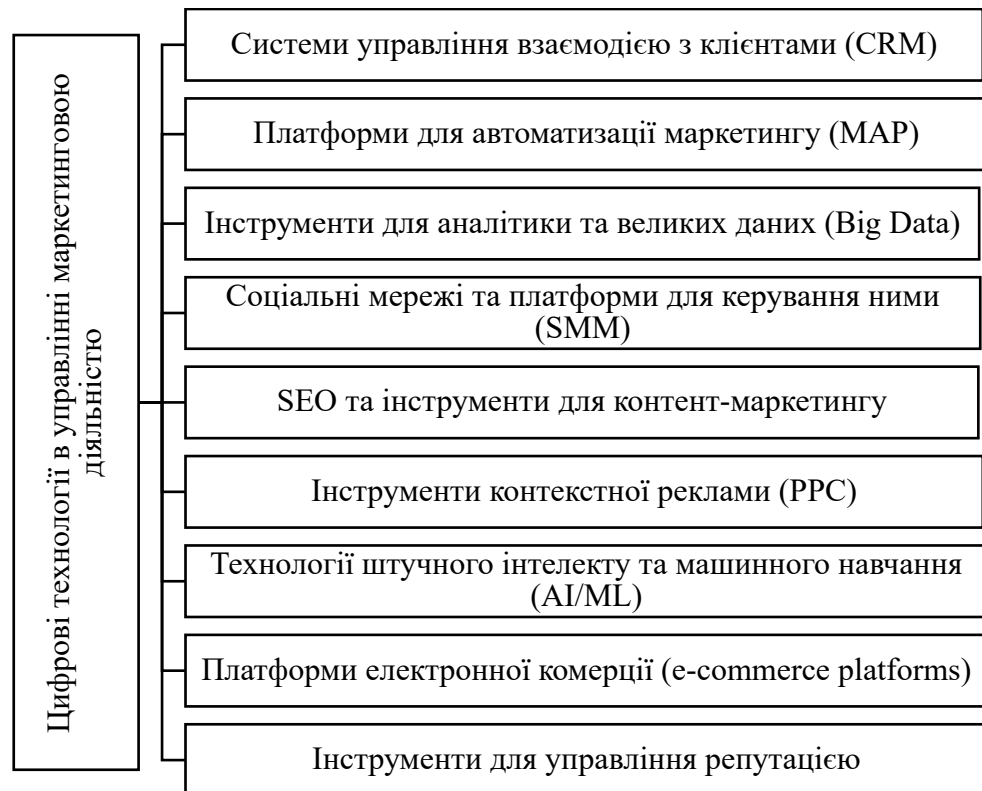 Цифрові технології в управлінні маркетинговою
діяльністю
Системи управління взаємодією з клієнтами (CRM)
Платформи для автоматизації маркетингу (MAP)
Інструменти для аналітики та великих даних (Big Data)
Соціальні мережі та платформи для керування ними
(SMM)
SEO та інструменти для контент-маркетингу
Інструменти контекстної реклами (PPC)
Технології штучного інтелекту та машинного навчання
(AI/ML)
Платформи електронної комерції (e-commerce platforms)
Інструменти для управління репутацією